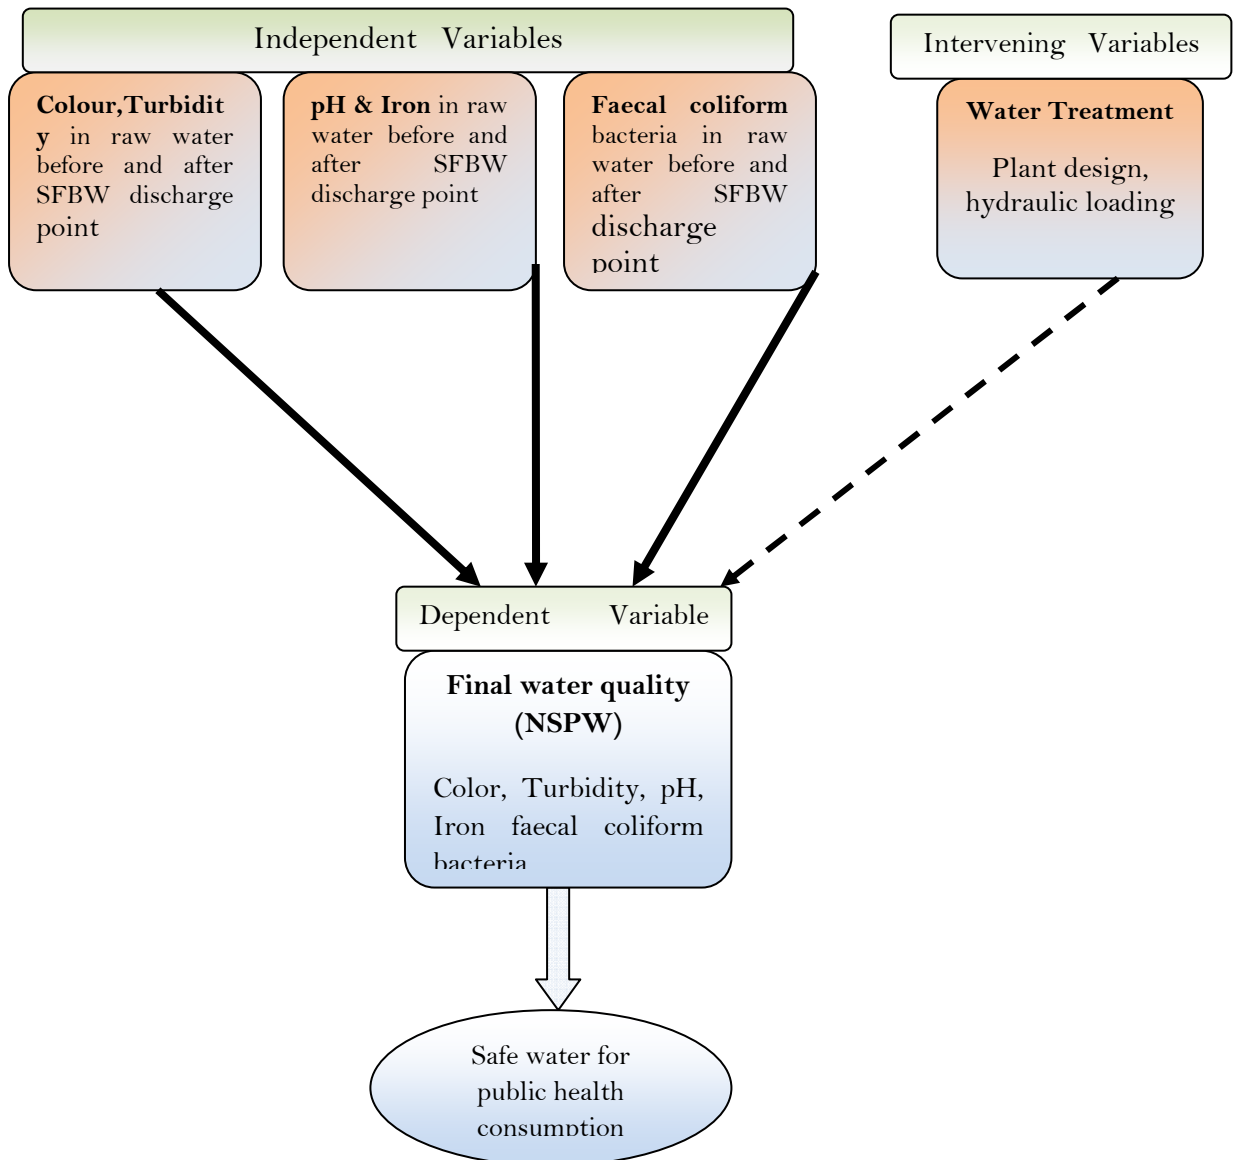 Independent Variables
Intervening Variables
Colour,Turbidit
y in raw water
before and after
SFBW discharge
point
pH & Iron in raw
water before and
after SFBW
discharge point
Faecal coliform
bacteria in raw
water before and
after SFBW
discharge
point
Water Treatment
Plant design,
hydraulic loading
Dependent Variable
Final water quality
(NSPW)
Color, Turbidity, pH,
Iron faecal coliform
bacteria
Safe water for
public health
consumption